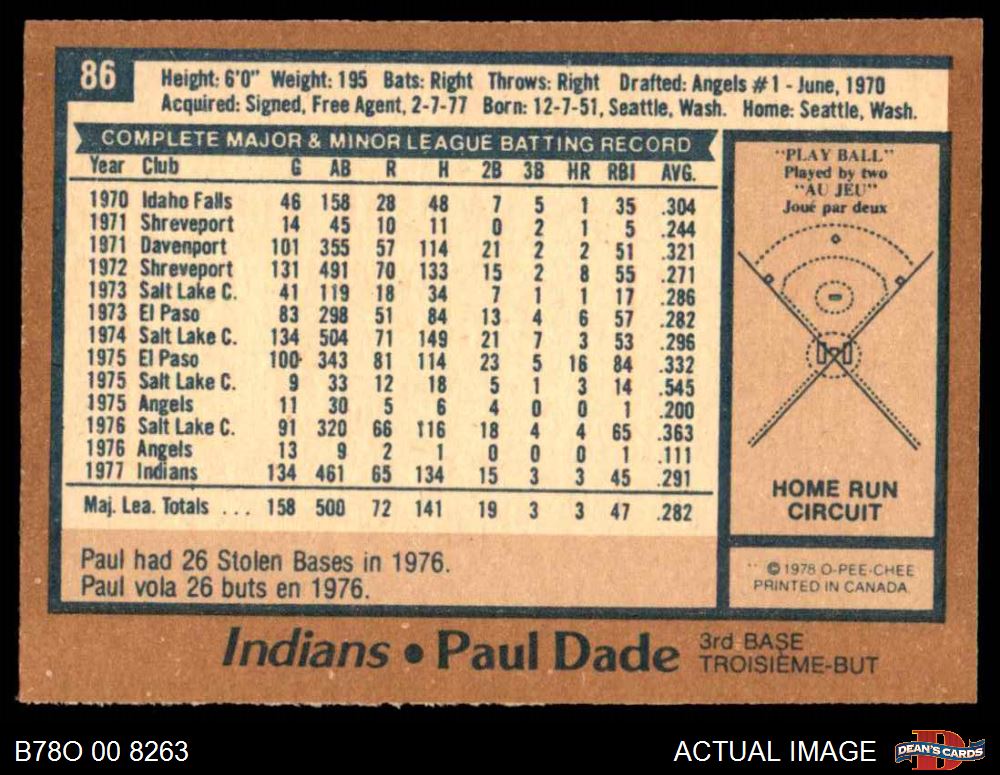 86
Height: 6'0" Weight: 195 Bats: Right Throws: Right Drafted: Angels #1 - June, 1970
Acquired: Signed, Free Agent, 2-7-77 Born: 12-7-51, Seattle, Wash. Home: Seattle, Wash.
COMPLETE MAJOR & MINOR LEAGUE BATTING RECORD
Year Club G AB R H 2B 3B HR RBI AVG.
1970 Idaho Falls 46 158 28 48 7 5 1 35 .304
1971 Shreveport 14 45 10 11 0 2 1 5 .244
1971 Davenport 101 355 57 114 21 2 2 51 .321
1972 Shreveport 131 491 70 133 15 2 8 55 .271
1973 Salt Lake C. 41 119 18 34 7 1 1 17 .286
1973 El Paso 83 298 51 84 13 4 6 57 .282
1974 Salt Lake C. 134 504 71 149 21 7 3 53 .296
1975 El Paso 100 343 81 114 23 5 16 84 .332
1975 Salt Lake C. 9 33 12 18 5 1 3 14 .545
1975 Angels 11 30 5 6 4 0 0 1 .200
1976 Salt Lake C. 91 320 66 116 18 4 4 65 .363
1976 Angels 13 9 2 1 0 0 0 1 .111
1977 Indians 134 461 65 134 15 3 3 45 .291
Maj. Lea. Totals ... 158 500 72 141 19 3 3 47 .282
Paul had 26 Stolen Bases in 1976.
Paul vola 26 buts en 1976.
"PLAY BALL"
Played by two
"AU JEU"
Joué par deux
HOME RUN
CIRCUIT
© 1978 O-PEE-CHEE
PRINTED IN CANADA.
Indians • Paul Dade
3rd BASE
TROISIÈME-BUT
B78O 00 8263
ACTUAL IMAGE
DEAN'S CARDS